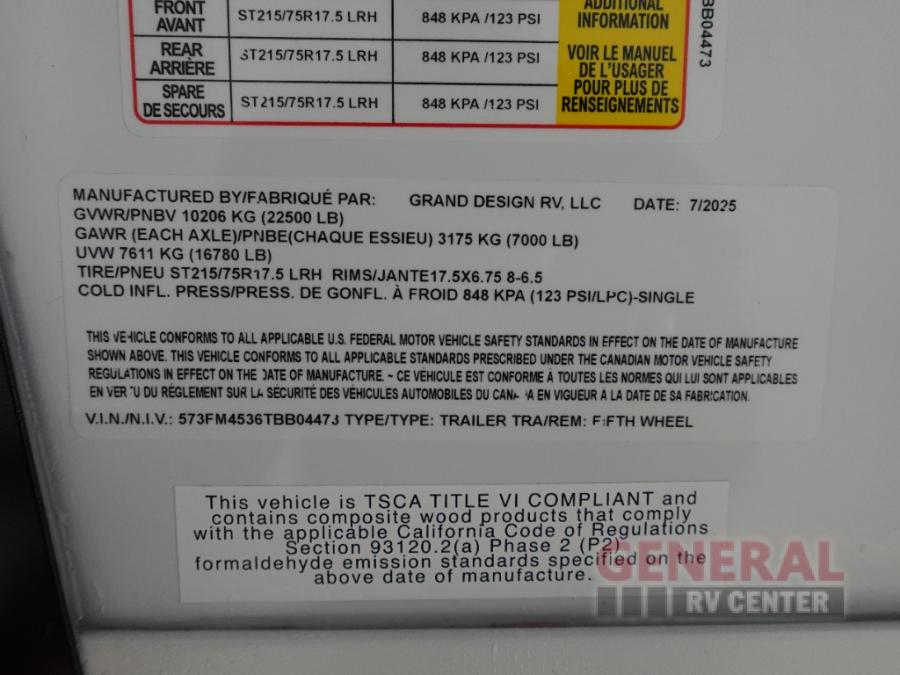 FRONT ST215/75R17.5 LRH 848 KPA /123 PSI
AVANT
ADDITIONAL
INFORMATION
REAR ST215/75R17.5 LRH 848 KPA /123 PSI
ARRIÈRE
SPARE ST215/75R17.5 LRH 848 KPA /123 PSI
DE SECOURS
VOIR LE MANUEL
DE L'USAGER
POUR PLUS DE
RENSEIGNEMENTS
BB04473
MANUFACTURED BY/FABRIQUÉ PAR: GRAND DESIGN RV, LLC DATE: 7/2025
GVWR/PNBV 10206 KG (22500 LB)
GAWR (EACH AXLE)/PNBE(CHAQUE ESSIEU) 3175 KG (7000 LB)
UVW 7611 KG (16780 LB)
TIRE/PNEU ST215/75R17.5 LRH RIMS/JANTE17.5X6.75 8-6.5
COLD INFL. PRESS/PRESS. DE GONFL. À FROID 848 KPA (123 PSI/LPC)-SINGLE
THIS VEHICLE CONFORMS TO ALL APPLICABLE U.S. FEDERAL MOTOR VEHICLE SAFETY STANDARDS IN EFFECT ON THE DATE OF MANUFACTURE
SHOWN ABOVE. THIS VEHICLE CONFORMS TO ALL APPLICABLE STANDARDS PRESCRIBED UNDER THE CANADIAN MOTOR VEHICLE SAFETY
REGULATIONS IN EFFECT ON THE DATE OF MANUFACTURE. ~ CE VÉHICULE EST CONFORME À TOUTES LES NORMES QUI LUI SONT APPLICABLES
EN VERTU DU RÉGLEMENT SUR LA SÉCURITÉ DES VÉHICULES AUTOMOBILES DU CANADA EN VIGUEUR À LA DATE DE SA FABRICATION.
V.I.N./N.I.V.: 573FM4536TBB04473 TYPE/TYPE: TRAILER TRA/REM: FIFTH WHEEL
This vehicle is TSCA TITLE VI COMPLIANT and
contains composite wood products that comply
with the applicable California Code of Regulations
Section 93120.2(a) Phase 2 (P2)
formaldehyde emission standards specified on the
above date of manufacture.
GENERAL
RV CENTER